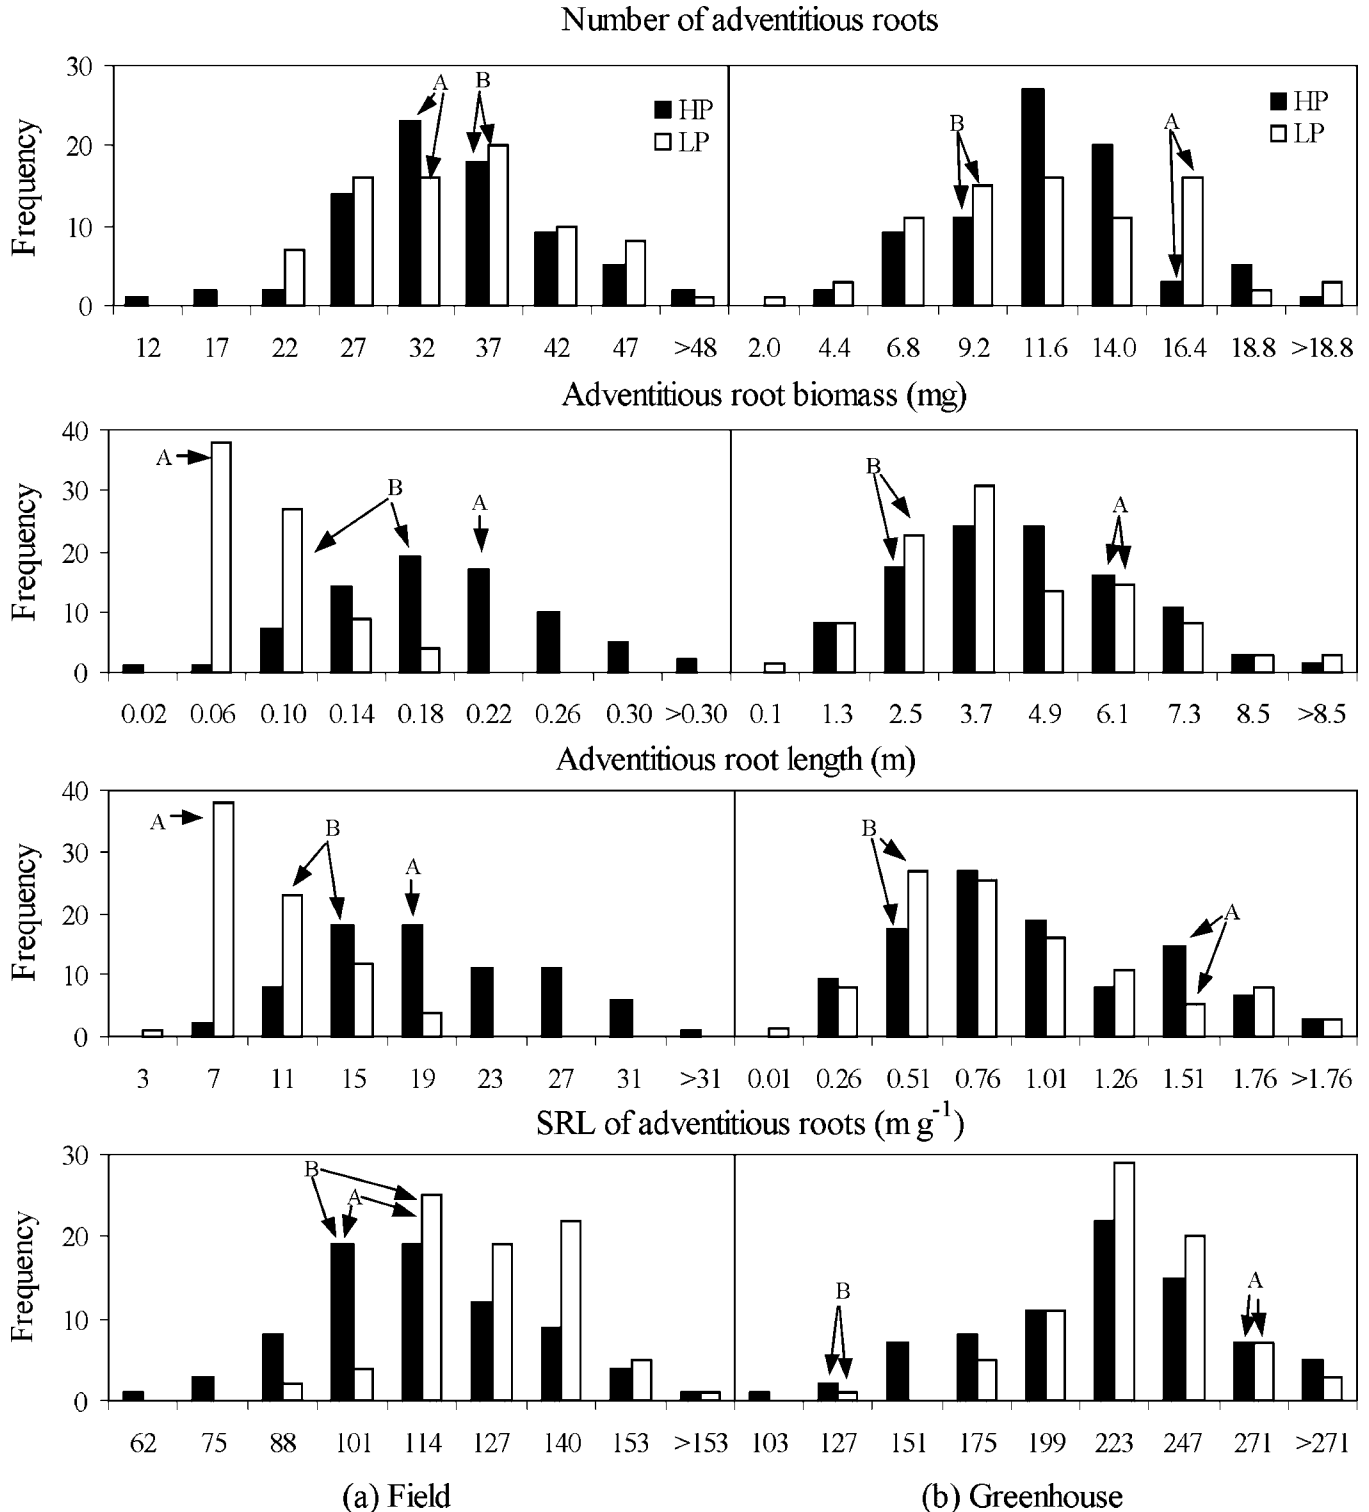 Number of adventitious roots
Frequency
30
20
10
0
A
B
HP
LP
B
A
HP
LP
12 17 22 27 32 37 42 47 >48 2.0 4.4 6.8 9.2 11.6 14.0 16.4 18.8 >18.8
Adventitious root biomass (mg)
Frequency
40
30
20
10
0
A
B
A
B
A
0.02 0.06 0.10 0.14 0.18 0.22 0.26 0.30 >0.30 0.1 1.3 2.5 3.7 4.9 6.1 7.3 8.5 >8.5
Adventitious root length (m)
Frequency
40
30
20
10
0
A
B
A
B
A
3 7 11 15 19 23 27 31 >31 0.01 0.26 0.51 0.76 1.01 1.26 1.51 1.76 >1.76
SRL of adventitious roots (m g⁻¹)
Frequency
30
20
10
0
B
A
B
A
62 75 88 101 114 127 140 153 >153 103 127 151 175 199 223 247 271 >271
(a) Field (b) Greenhouse